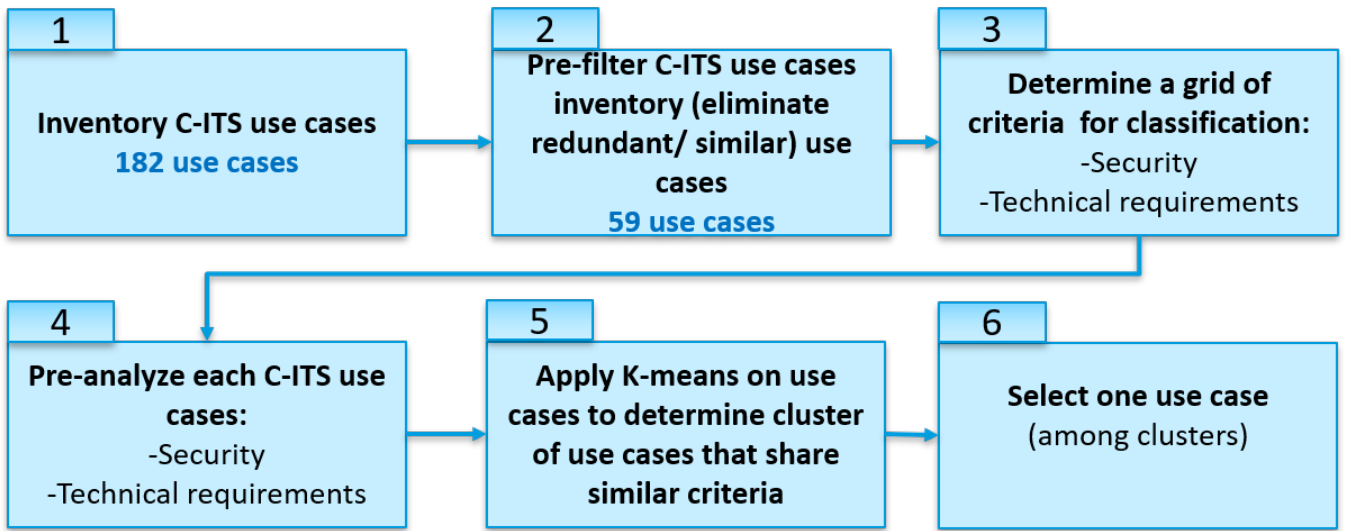 1
Inventory C-ITS use cases
182 use cases
2
Pre-filter C-ITS use cases
inventory (eliminate
redundant/ similar) use
cases
59 use cases
3
Determine a grid of
criteria for classification:
-Security
-Technical requirements
4
Pre-analyze each C-ITS use
cases:
-Security
-Technical requirements
5
Apply K-means on use
cases to determine cluster
of use cases that share
similar criteria
6
Select one use case
(among clusters)